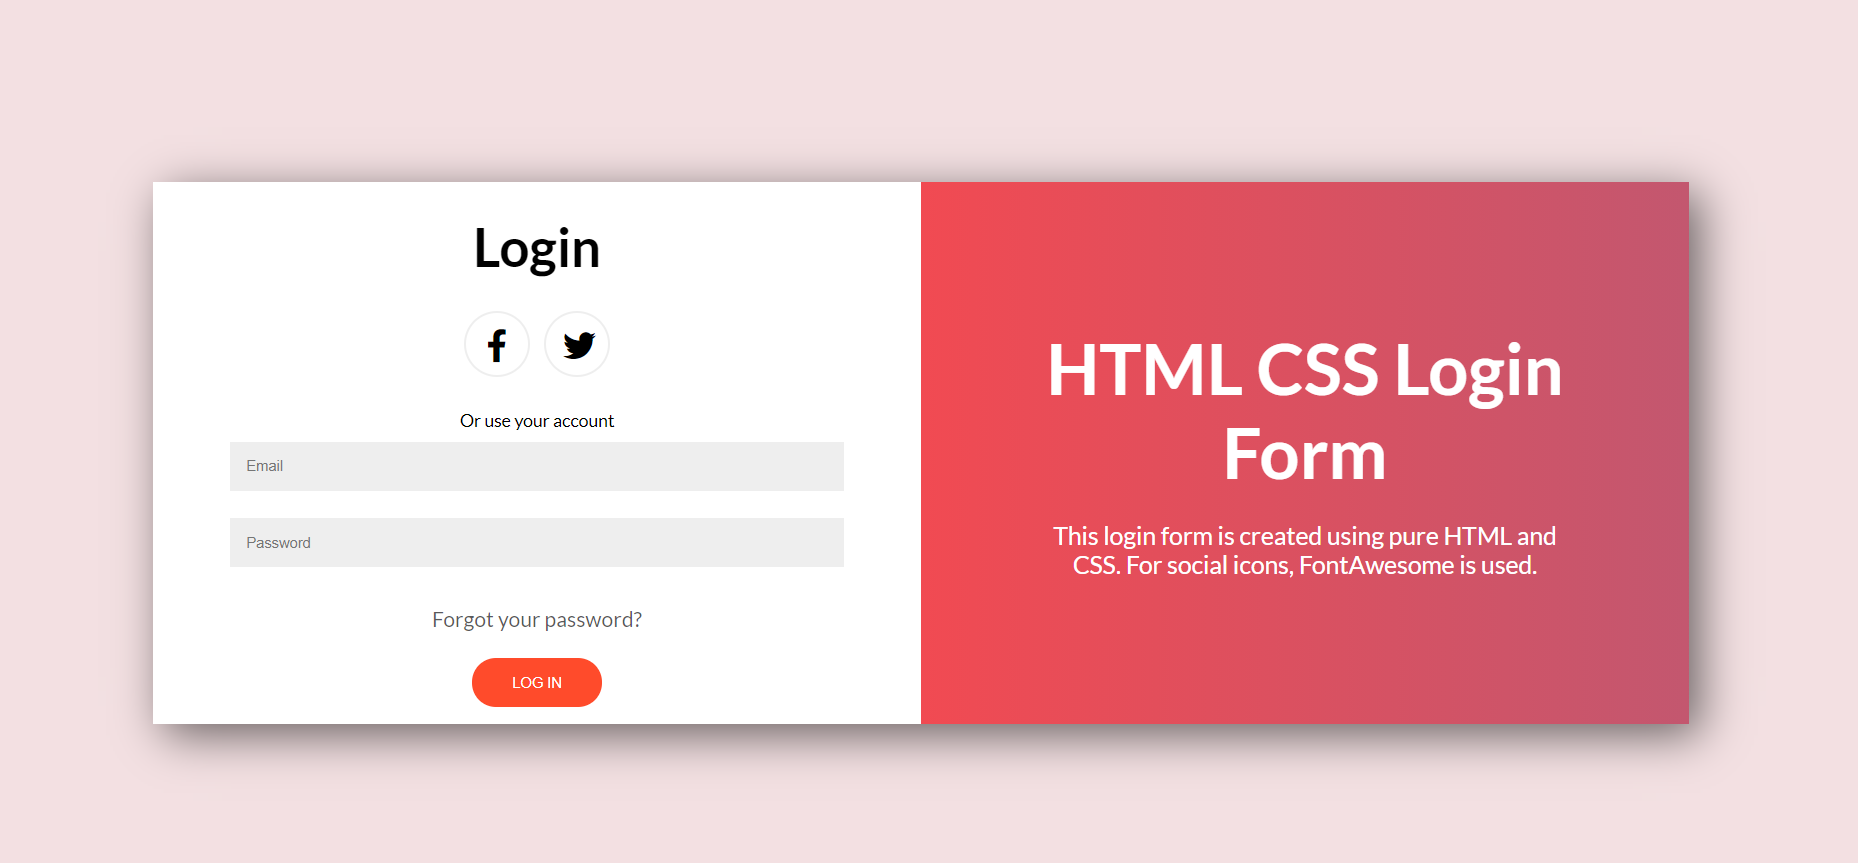 Login
Or use your account
Email
Password
Forgot your password?
LOG IN
HTML CSS Login
Form
This login form is created using pure HTML and
CSS. For social icons, FontAwesome is used.